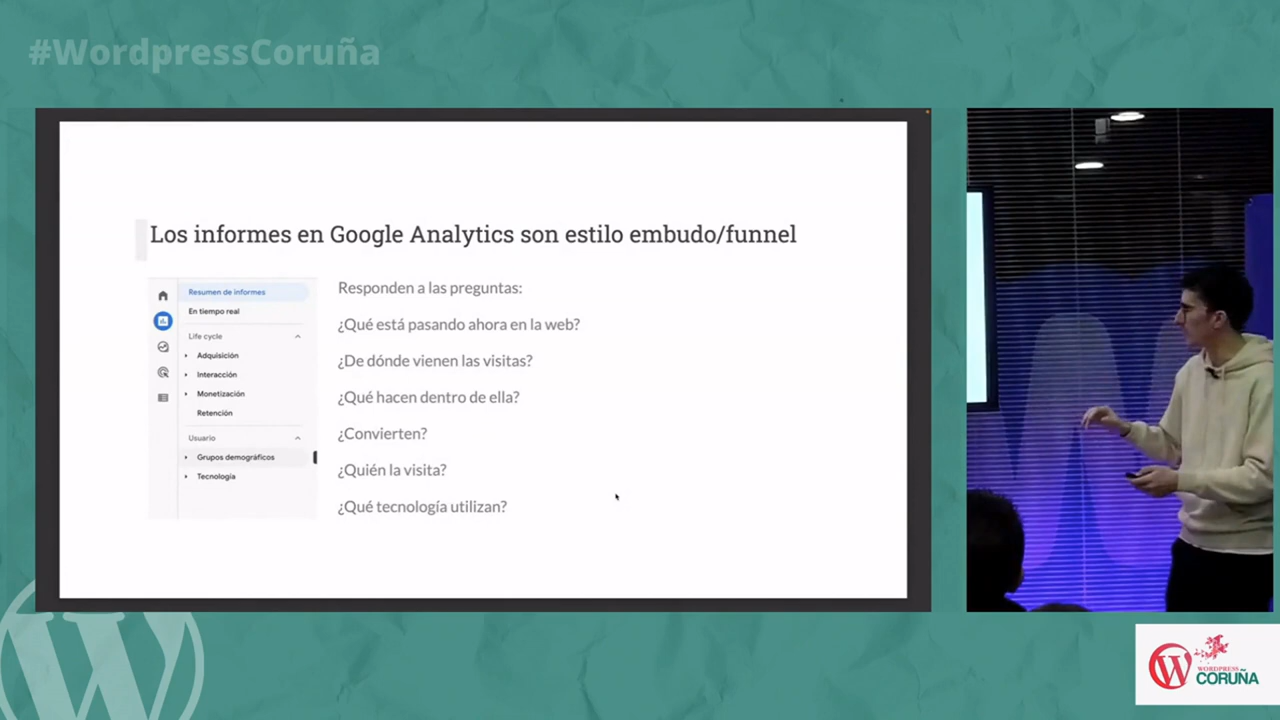 #WordpressCoruña
Los informes en Google Analytics son estilo embudo/funnel
Resumen de informes
En tiempo real
Life cycle
Adquisición
Interacción
Monetización
Retención
Usuario
Grupos demográficos
Tecnología
Responden a las preguntas:
¿Qué está pasando ahora en la web?
¿De dónde vienen las visitas?
¿Qué hacen dentro de ella?
¿Convierten?
¿Quién la visita?
¿Qué tecnología utilizan?
WORDPRESS
CORUÑA